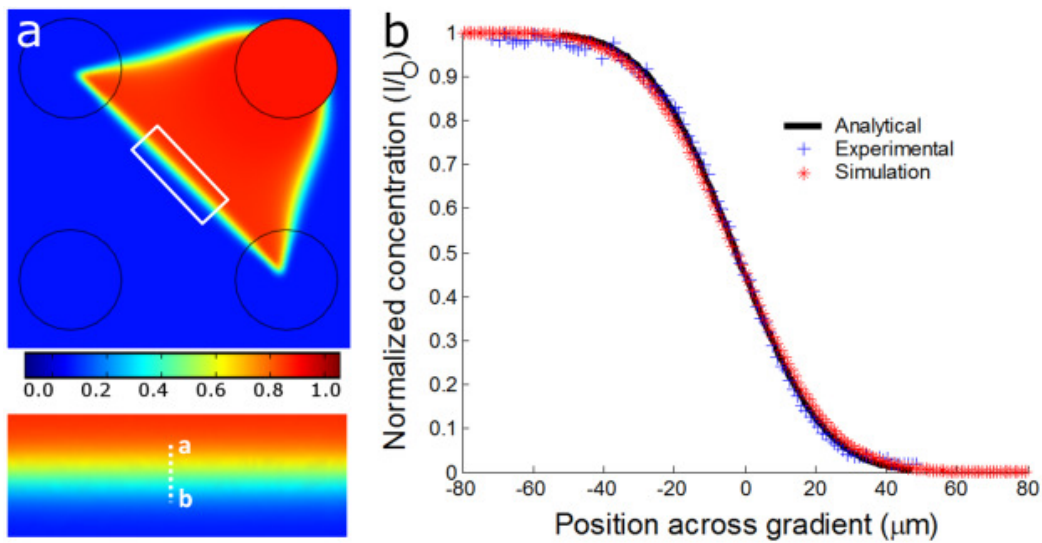 a
0.0 0.2 0.4 0.6 0.8 1.0
a
b
b
Normalized concentration (I/I_O)
1
0.9
0.8
0.7
0.6
0.5
0.4
0.3
0.2
0.1
0
Analytical
Experimental
Simulation
-80 -60 -40 -20 0 20 40 60 80
Position across gradient (μm)